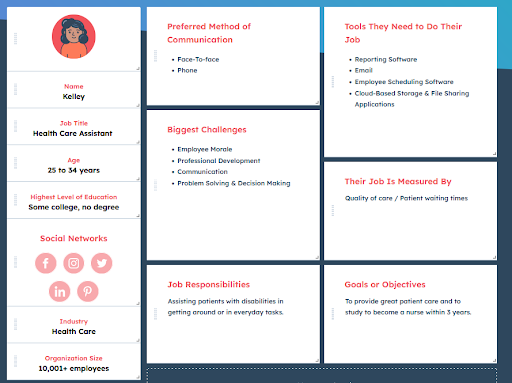 Name
Kelley
Job Title
Health Care Assistant
Age
25 to 34 years
Highest Level of Education
Some college, no degree
Social Networks
f
in
Industry
Health Care
Organization Size
10,001+ employees
Preferred Method of
Communication
• Face-To-face
• Phone
Biggest Challenges
• Employee Morale
• Professional Development
• Communication
• Problem Solving & Decision Making
Job Responsibilities
Assisting patients with disabilities in
getting around or in everyday tasks.
Tools They Need to Do Their
Job
• Reporting Software
• Email
• Employee Scheduling Software
• Cloud-Based Storage & File Sharing
Applications
Their Job Is Measured By
Quality of care / Patient waiting times
Goals or Objectives
To provide great patient care and to
study to become a nurse within 3 years.